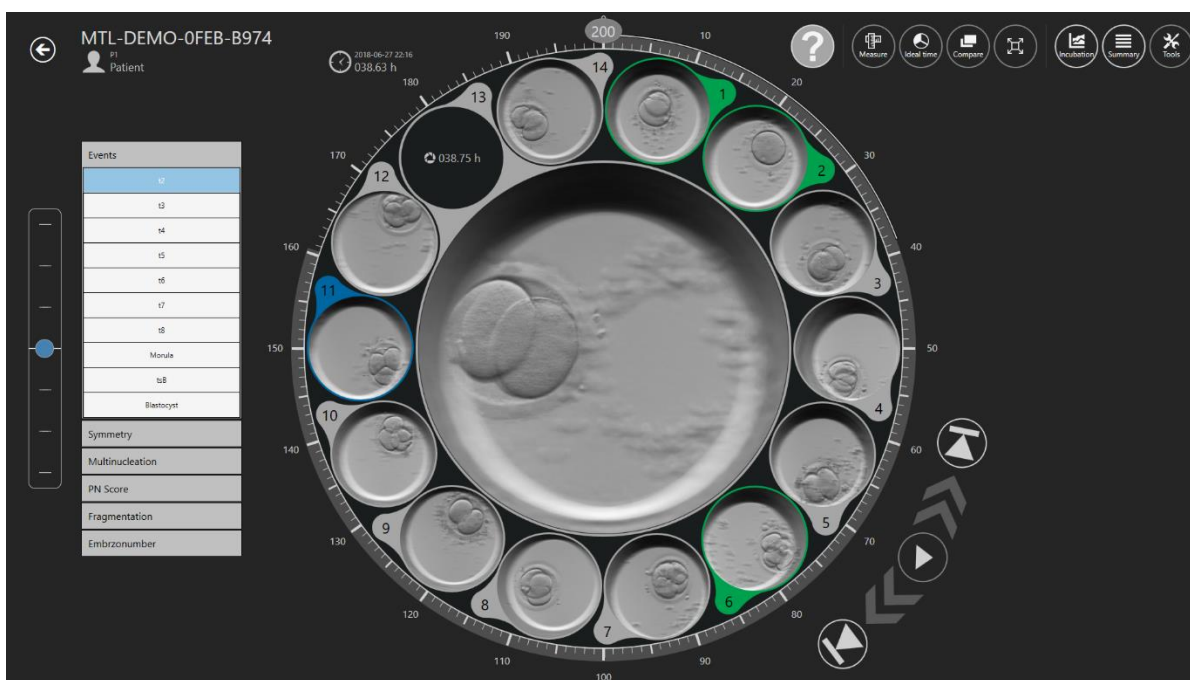 MTL-DEMO-0FEB-B974
P1
Patient
2018-06-27 22:16
038.63 h
?
Measure
Ideal time
Compare
Incubation
Summary
Tools
Events
t2
t3
t4
t5
t6
t7
t8
Morula
tsB
Blastocyst
Symmetry
Multinucleation
PN Score
Fragmentation
Embrzonumber
200
10
20
30
40
50
60
70
80
90
100
110
120
130
140
150
160
170
180
190
1
2
3
4
5
6
7
8
9
10
11
12
13
14
038.75 h